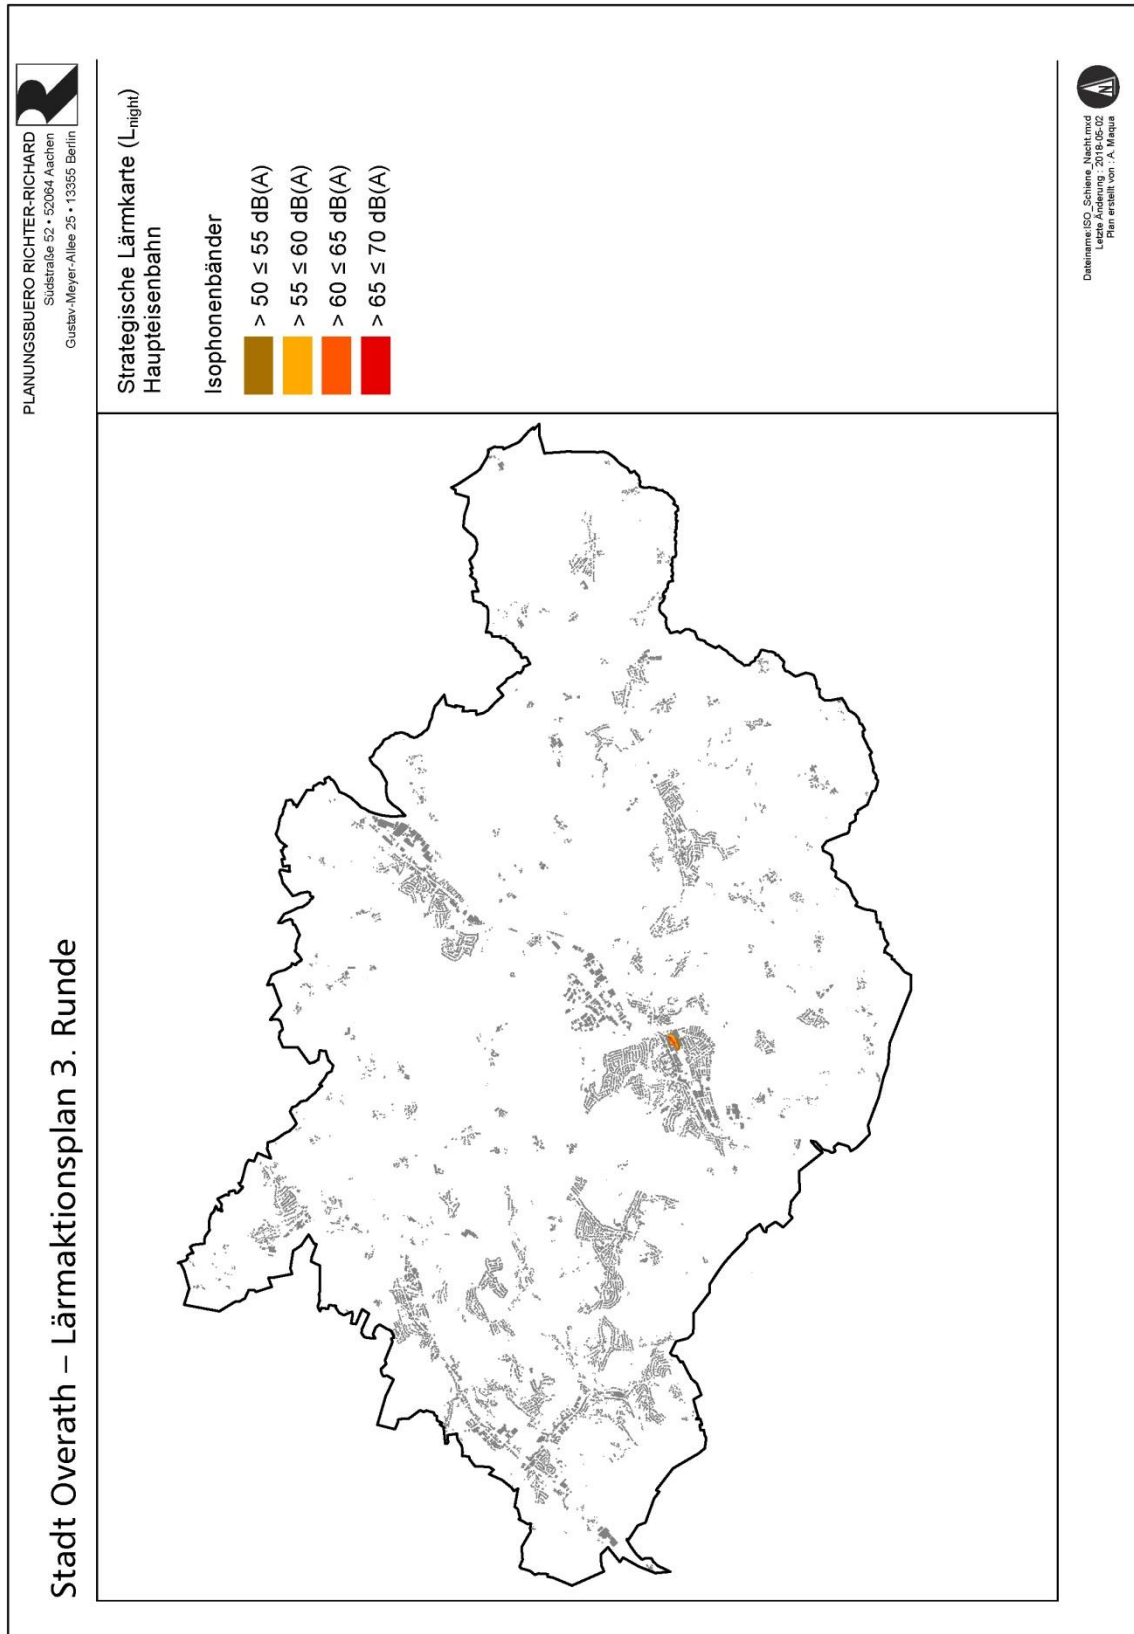 Stadt Overath – Lärmaktionsplan 3. Runde
PLANUNGSBUERO RICHTER-RICHARD
Südstraße 52 • 52064 Aachen
Gustav-Meyer-Allee 25 • 13355 Berlin
Strategische Lärmkarte (Lnight)
Haupteisenbahn
Isophonenbänder
> 50 ≤ 55 dB(A)
> 55 ≤ 60 dB(A)
> 60 ≤ 65 dB(A)
> 65 ≤ 70 dB(A)
N
Dateiname:ISO_Schiene_Nacht.mxd
Letzte Änderung : 2018-05-02
Plan erstellt von : A. Maqua